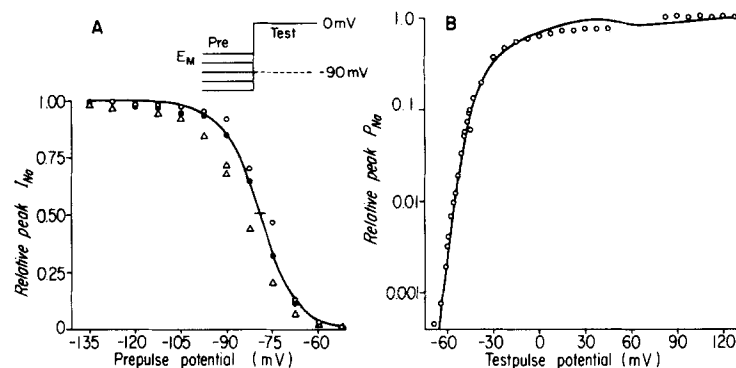 A
Pre
Test
0 mV
E_M
-90 mV
Relative peak I_Na
1.00
0.75
0.50
0.25
0
-135
-120
-105
-90
-75
-60
Prepulse potential (mV)
B
Relative peak P_Na
1.0
0.1
0.01
0.001
-60
-30
0
30
60
90
120
Testpulse potential (mV)